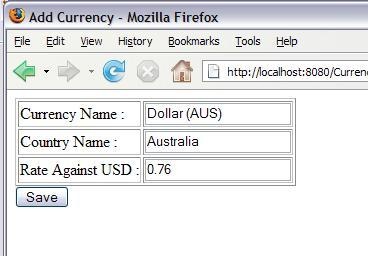 Add Currency - Mozilla Firefox
File Edit View History Bookmarks Tools Help
http://localhost:8080/Curren
Currency Name : Dollar (AUS)
Country Name : Australia
Rate Against USD : 0.76
Save